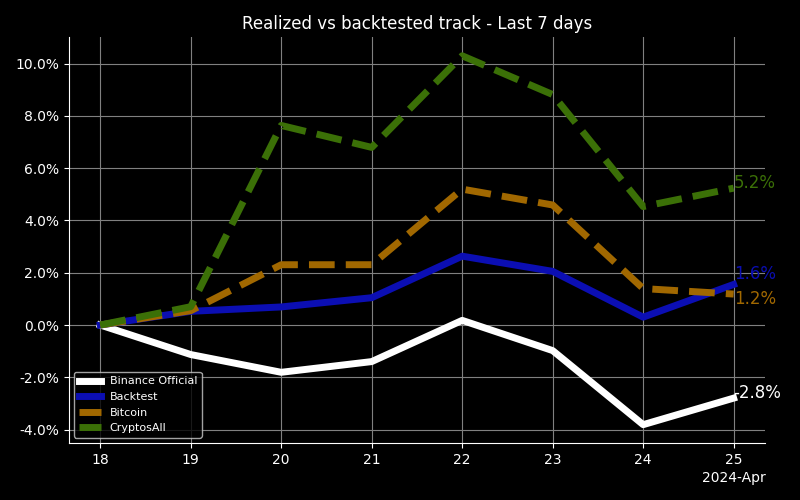 Realized vs backtested track - Last 7 days
10.0%
8.0%
6.0%
4.0%
2.0%
0.0%
-2.0%
-4.0%
5.2%
1.6%
1.2%
-2.8%
Binance Official
Backtest
Bitcoin
CryptosAll
18 19 20 21 22 23 24 25
2024-Apr